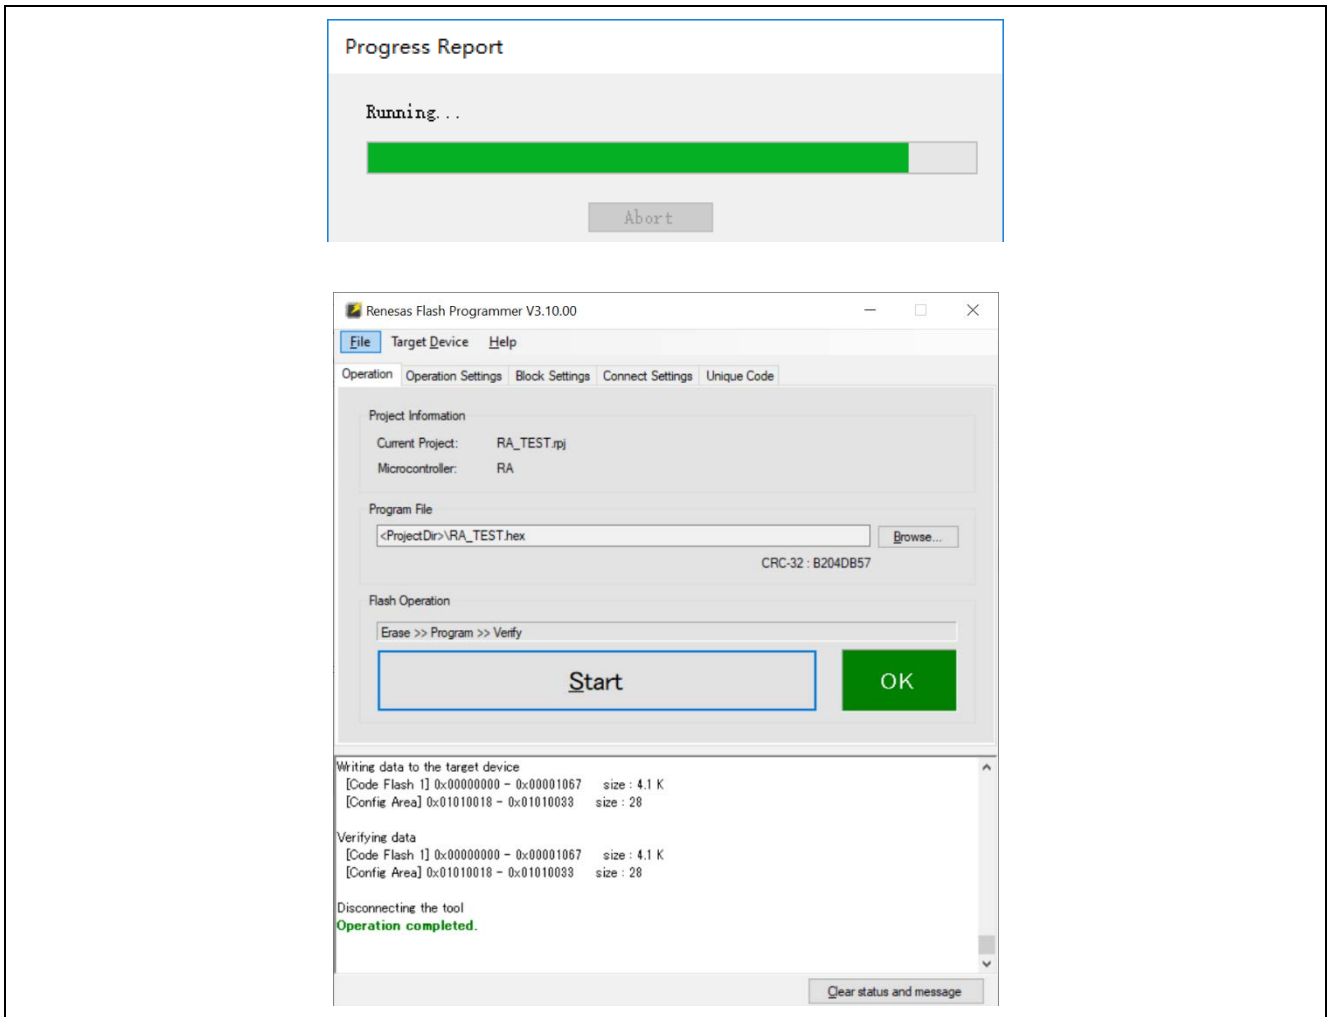 Progress Report
Running...
Abort
Renesas Flash Programmer V3.10.00
File Target Device Help
Operation Operation Settings Block Settings Connect Settings Unique Code
Project Information
Current Project: RA_TEST.rpj
Microcontroller: RA
Program File
<ProjectDir>\RA_TEST.hex Browse...
CRC-32 : B204DB57
Flash Operation
Erase >> Program >> Verify
Start OK
Writing data to the target device
[Code Flash 1] 0x00000000 - 0x00001067 size : 4.1 K
[Config Area] 0x01010018 - 0x01010033 size : 28
Verifying data
[Code Flash 1] 0x00000000 - 0x00001067 size : 4.1 K
[Config Area] 0x01010018 - 0x01010033 size : 28
Disconnecting the tool
Operation completed.
Clear status and message